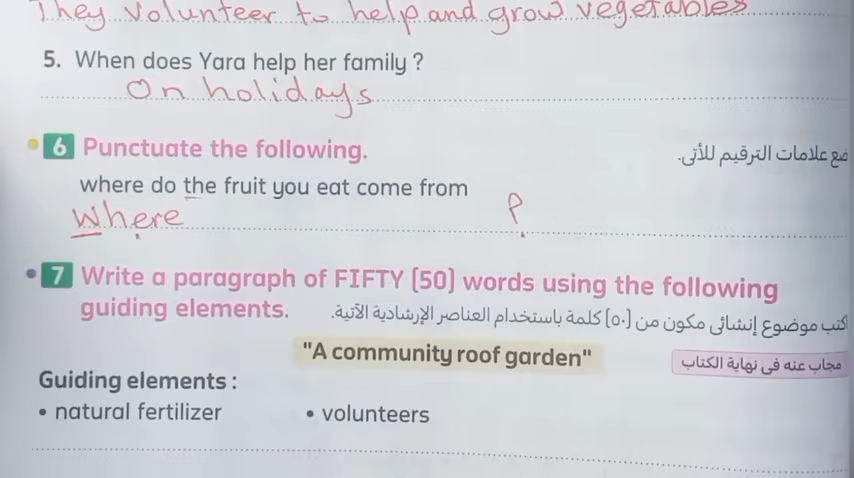 They volunteer to help and grow vegetables
5. When does Yara help her family ?
On holidays
6 Punctuate the following.
ضع علامات الترقيم للأتى.
where do the fruit you eat come from
Where ?
7 Write a paragraph of FIFTY (50) words using the following
guiding elements.
اكتب موضوع إنشائى مكون من (٥٠) كلمة باستخدام العناصر الإرشادية الآتية.
"A community roof garden"
مجاب عنه فى نهاية الكتاب
Guiding elements :
• natural fertilizer • volunteers